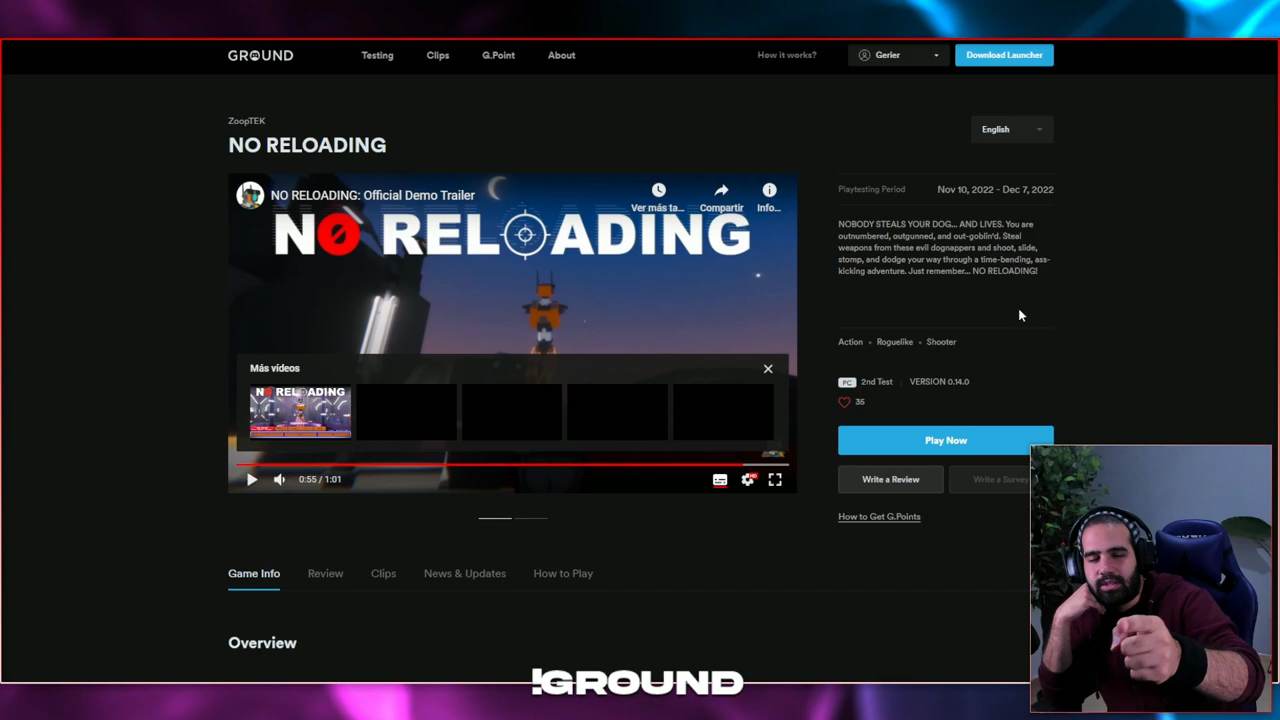 GROUND
Testing
Clips
G.Point
About
How it works?
Gerier
Download Launcher
ZoopTEK
NO RELOADING
English
NO RELOADING: Official Demo Trailer
Ver más ta...
Compartir
Info...
NO RELOADING
Más vídeos
NO RELOADING
0:55 / 1:01
HD
Playtesting Period
Nov 10, 2022 - Dec 7, 2022
NOBODY STEALS YOUR DOG... AND LIVES. You are
outnumbered, outgunned, and out-goblin'd. Steal
weapons from these evil dognappers and shoot, slide,
stomp, and dodge your way through a time-bending, ass-
kicking adventure. Just remember... NO RELOADING!
Action • Roguelike • Shooter
PC 2nd Test | VERSION 0.14.0
35
Play Now
Write a Review
Write a Survey
How to Get G.Points
Game Info
Review
Clips
News & Updates
How to Play
Overview
!GROUND